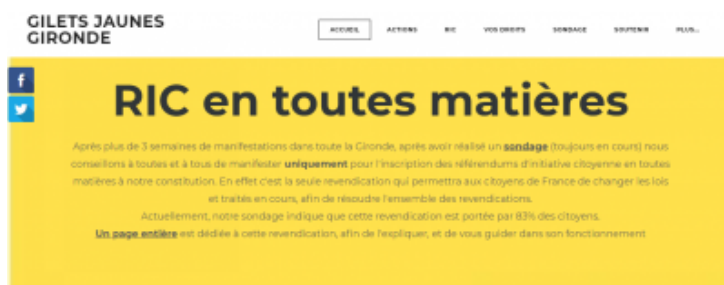 GILETS JAUNES
GIRONDE
ACCUEIL ACTIONS RIC VOS DROITS SONDAGE SOUTENIR PLUS...
RIC en toutes matières
Après plus de 3 semaines de manifestations dans toute la Gironde, après avoir réalisé un sondage (toujours en cours) nous
conseillons à toutes et à tous de manifester uniquement pour l'inscription des référendums d'initiative citoyenne en toutes
matières à notre constitution. En effet c'est la seule revendication qui permettra aux citoyens de France de changer les lois
et traités en cours, afin de résoudre l'ensemble des revendications.
Actuellement, notre sondage indique que cette revendication est portée par 83% des citoyens.
Un page entière est dédiée à cette revendication, afin de l'expliquer, et de vous guider dans son fonctionnement